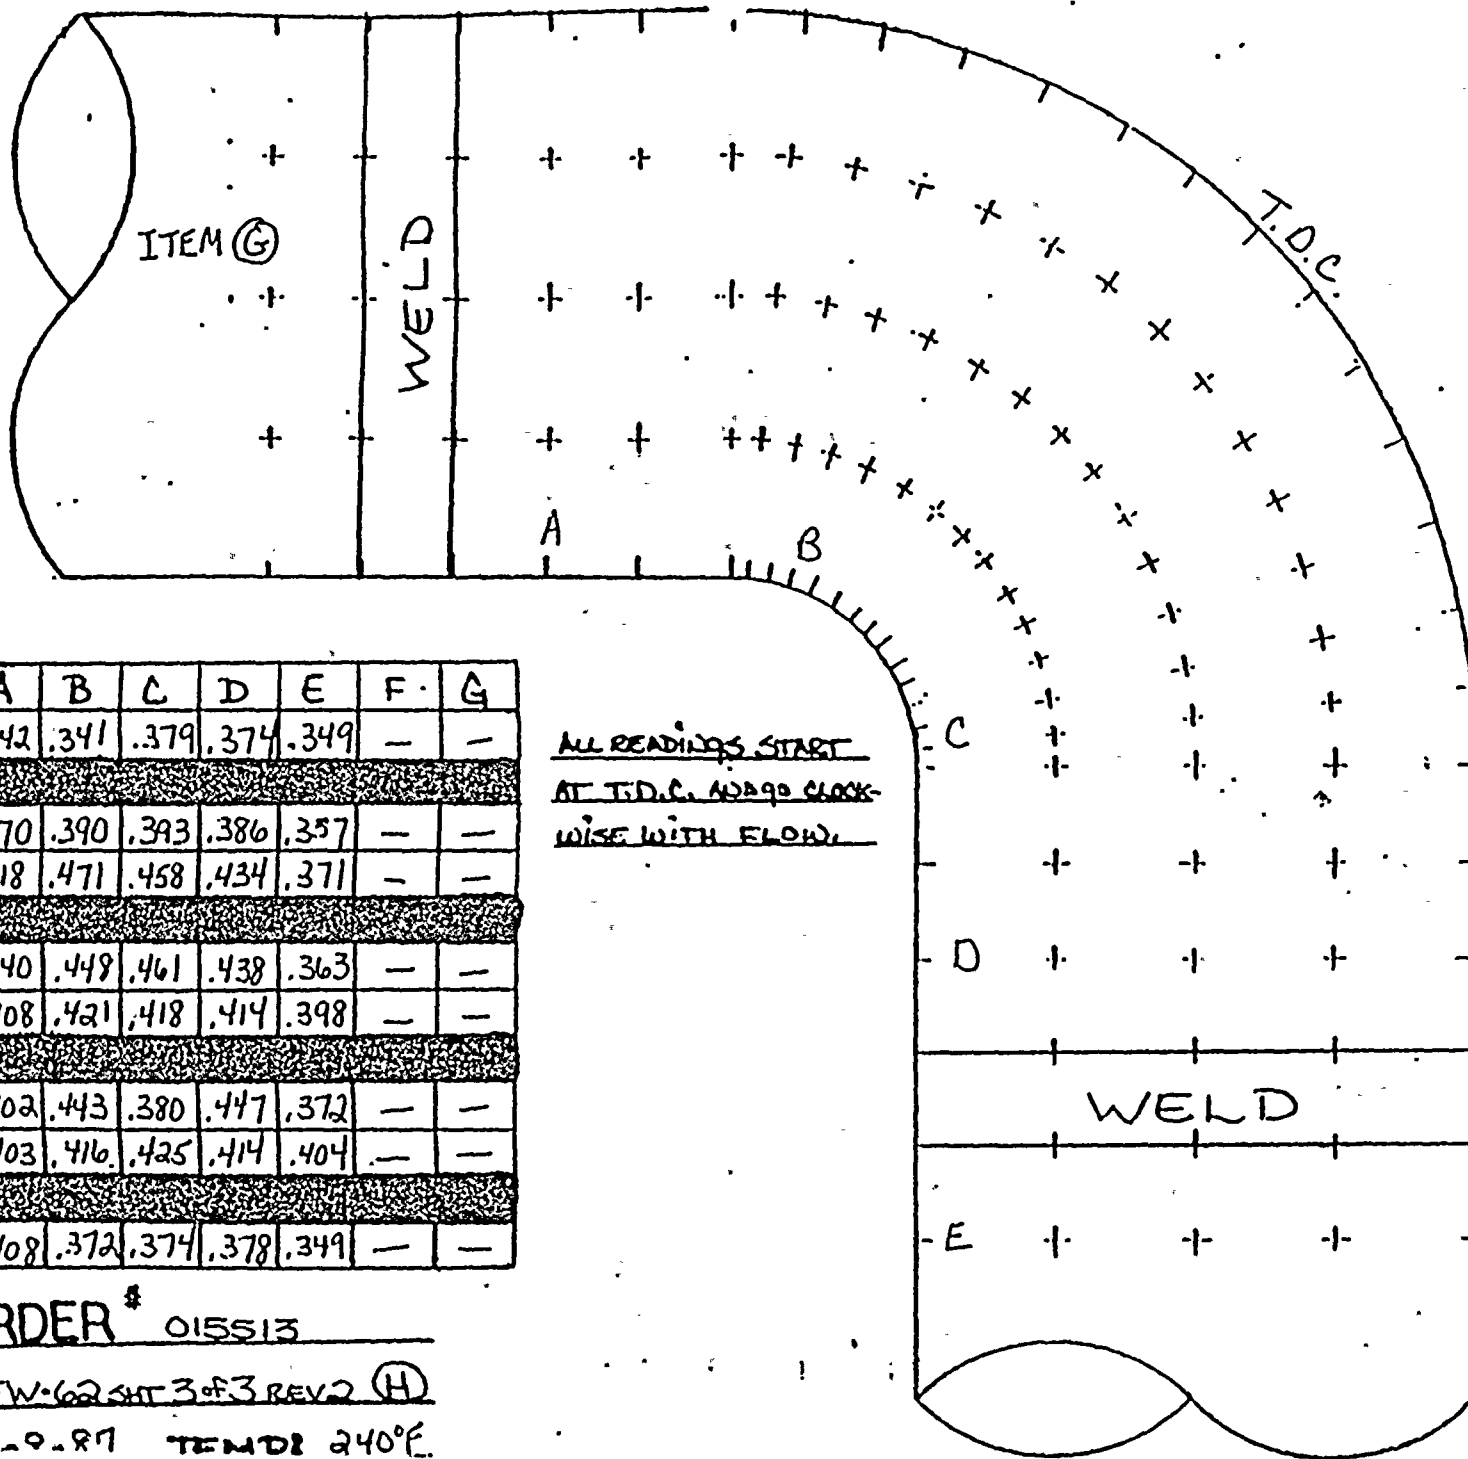 T.D.C.
ITEM Ⓖ
WELD
A
B
A B C D E F G
42 .341 .379 .374 .349 — —
70 .390 .393 .386 .357 — —
18 .471 .458 .434 .371 — —
40 .448 .461 .438 .363 — —
08 .421 .418 .414 .398 — —
02 .443 .380 .447 .372 — —
03 .416 .425 .414 .404 — —
08 .372 .374 .378 .349 — —
ALL READINGS START
AT T.D.C. AND GO CLOCK-
WISE WITH FLOW.
C
D
WELD
E
RDER # 015513
FW-62 SHT 3 of 3 REV 2 Ⓗ
-9-87 TEMP: 240°F.